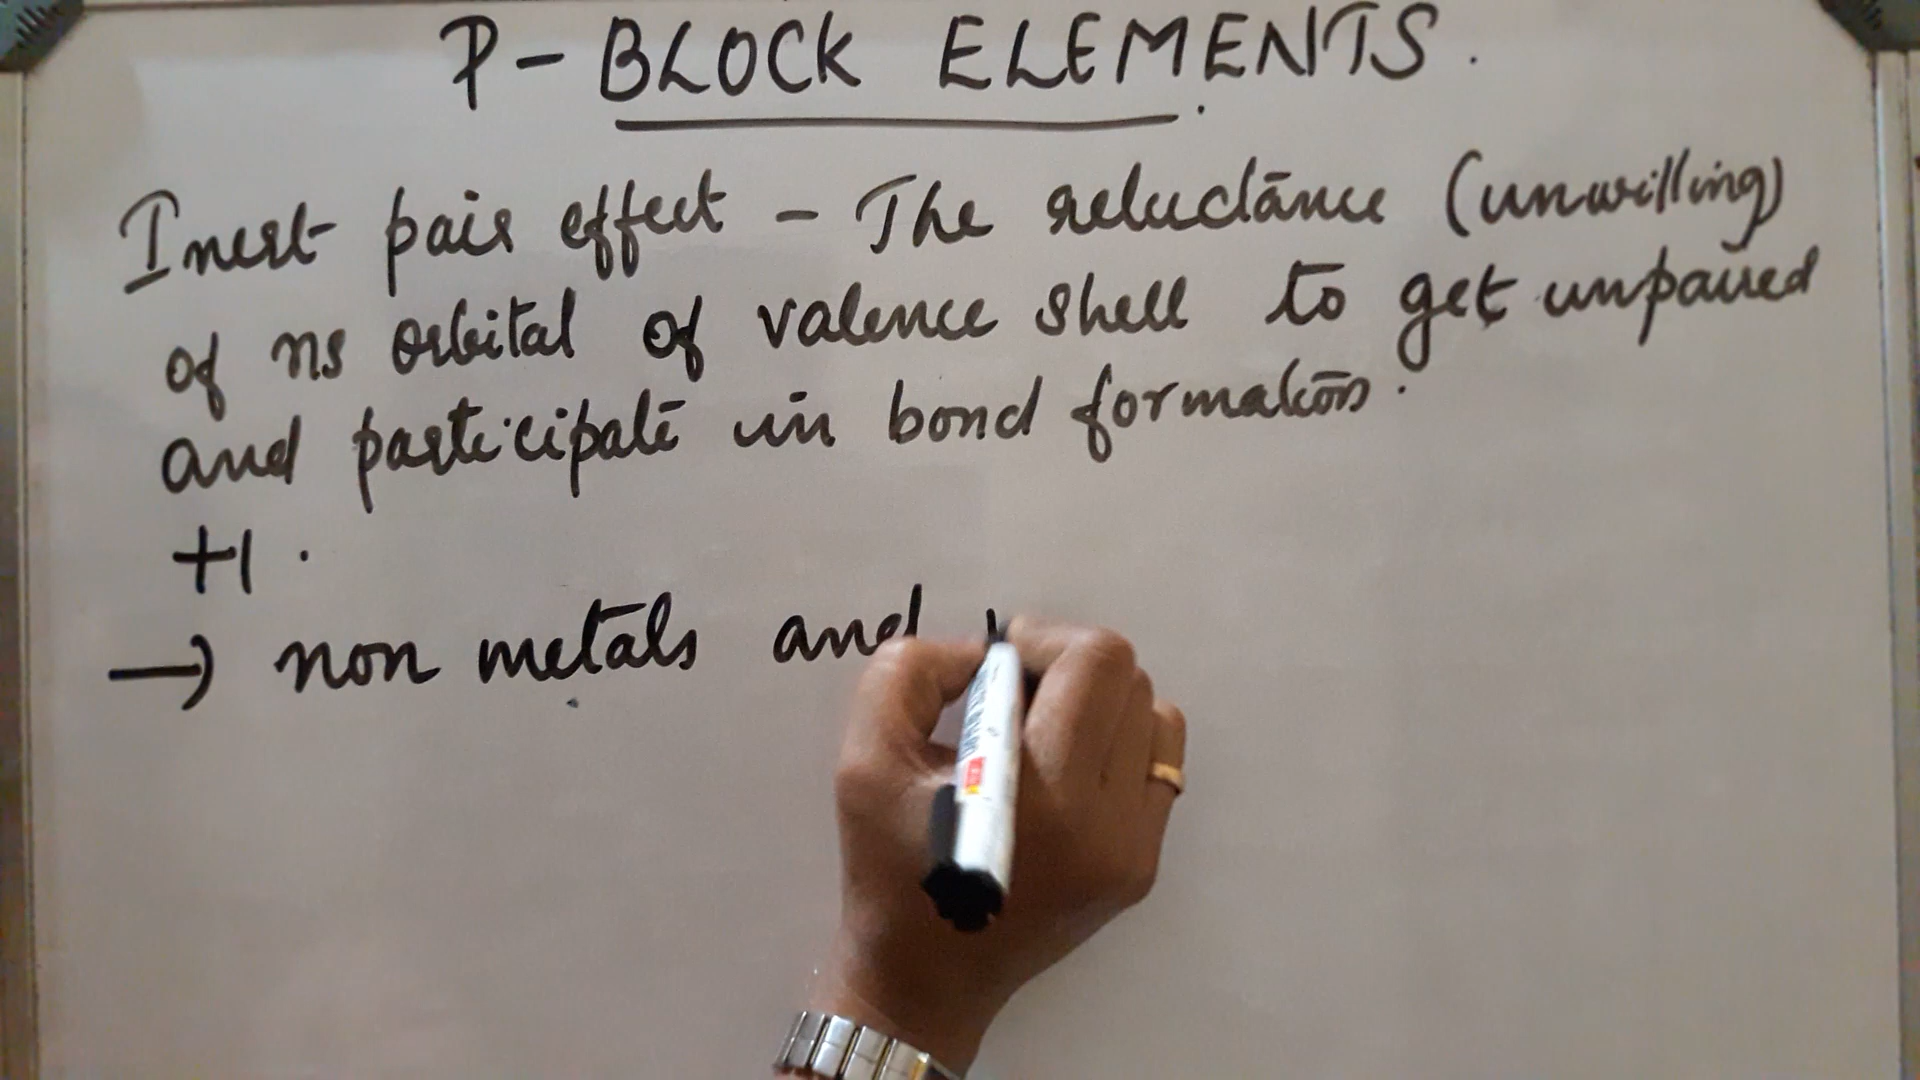 P-BLOCK ELEMENTS.
Inert pair effect - The reluctance (unwilling)
of ns orbital of valence shell to get unpaired
and participate in bond formation.
+1.
→ non metals and